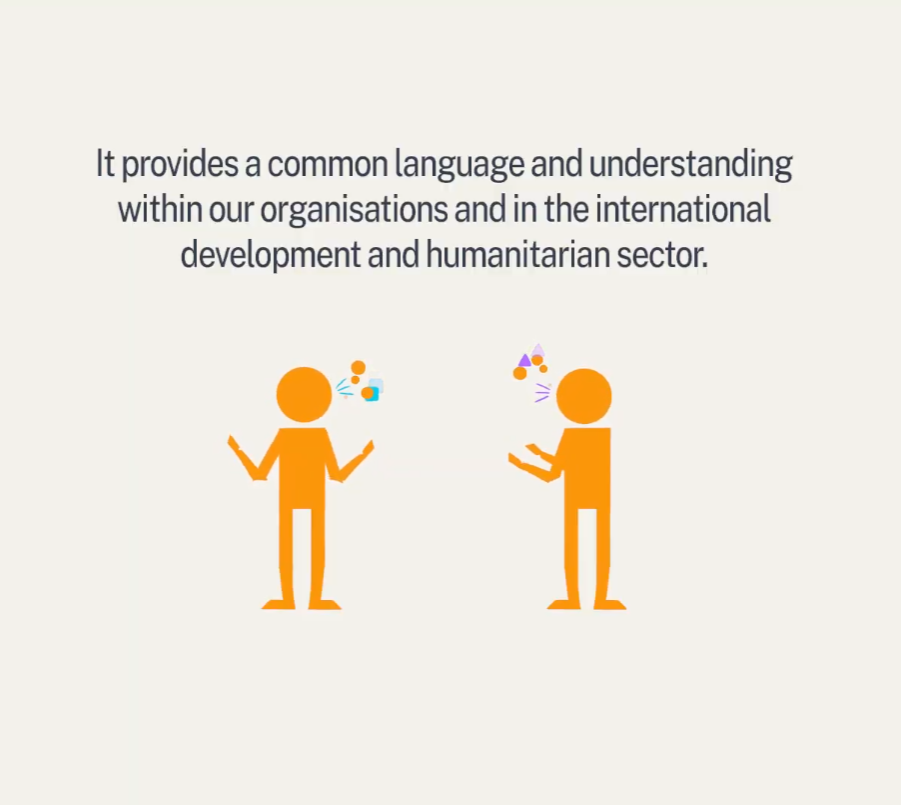 It provides a common language and understanding
within our organisations and in the international
development and humanitarian sector.